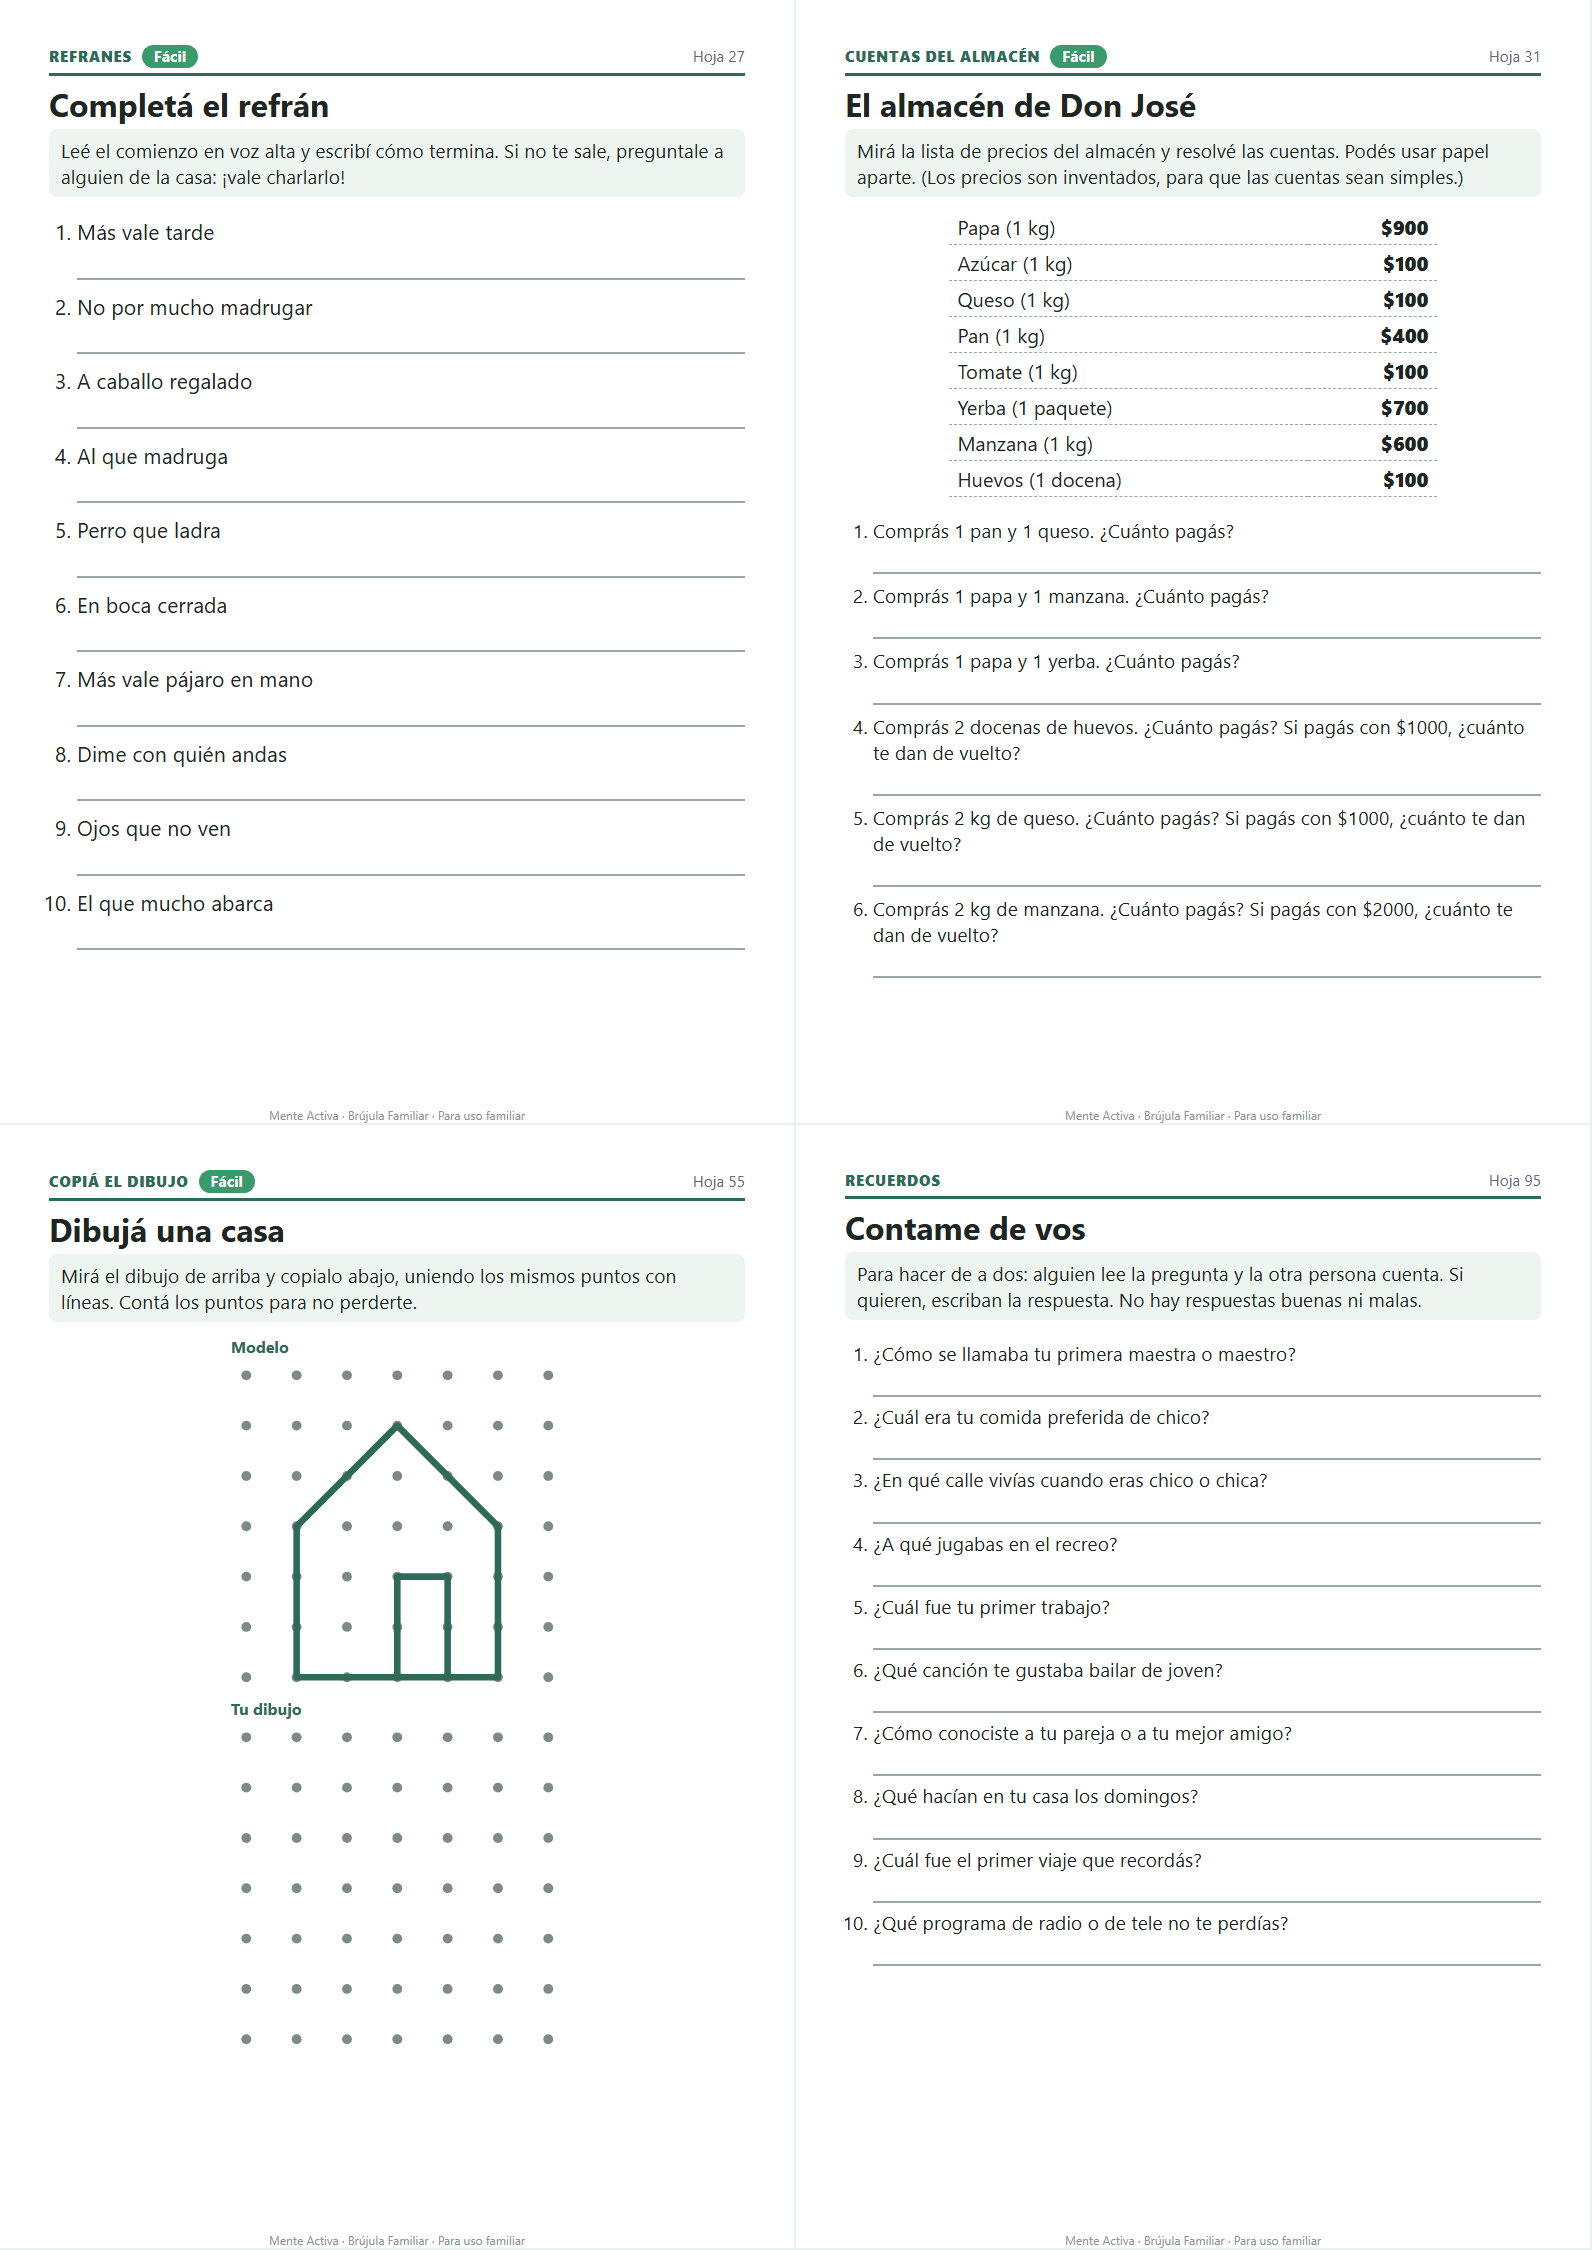 REFRANES Fácil Hoja 27
Completá el refrán
Leé el comienzo en voz alta y escribí cómo termina. Si no te sale, preguntale a
alguien de la casa: ¡vale charlarlo!
1. Más vale tarde
2. No por mucho madrugar
3. A caballo regalado
4. Al que madruga
5. Perro que ladra
6. En boca cerrada
7. Más vale pájaro en mano
8. Dime con quién andas
9. Ojos que no ven
10. El que mucho abarca
Mente Activa · Brújula Familiar · Para uso familiar
CUENTAS DEL ALMACÉN Fácil Hoja 31
El almacén de Don José
Mirá la lista de precios del almacén y resolvé las cuentas. Podés usar papel
aparte. (Los precios son inventados, para que las cuentas sean simples.)
Papa (1 kg) $900
Azúcar (1 kg) $100
Queso (1 kg) $100
Pan (1 kg) $400
Tomate (1 kg) $100
Yerba (1 paquete) $700
Manzana (1 kg) $600
Huevos (1 docena) $100
1. Comprás 1 pan y 1 queso. ¿Cuánto pagás?
2. Comprás 1 papa y 1 manzana. ¿Cuánto pagás?
3. Comprás 1 papa y 1 yerba. ¿Cuánto pagás?
4. Comprás 2 docenas de huevos. ¿Cuánto pagás? Si pagás con $1000, ¿cuánto
te dan de vuelto?
5. Comprás 2 kg de queso. ¿Cuánto pagás? Si pagás con $1000, ¿cuánto te dan
de vuelto?
6. Comprás 2 kg de manzana. ¿Cuánto pagás? Si pagás con $2000, ¿cuánto te
dan de vuelto?
Mente Activa · Brújula Familiar · Para uso familiar
COPIÁ EL DIBUJO Fácil Hoja 55
Dibujá una casa
Mirá el dibujo de arriba y copialo abajo, uniendo los mismos puntos con
líneas. Contá los puntos para no perderte.
Modelo
Tu dibujo
Mente Activa · Brújula Familiar · Para uso familiar
RECUERDOS Hoja 95
Contame de vos
Para hacer de a dos: alguien lee la pregunta y la otra persona cuenta. Si
quieren, escriban la respuesta. No hay respuestas buenas ni malas.
1. ¿Cómo se llamaba tu primera maestra o maestro?
2. ¿Cuál era tu comida preferida de chico?
3. ¿En qué calle vivías cuando eras chico o chica?
4. ¿A qué jugabas en el recreo?
5. ¿Cuál fue tu primer trabajo?
6. ¿Qué canción te gustaba bailar de joven?
7. ¿Cómo conociste a tu pareja o a tu mejor amigo?
8. ¿Qué hacían en tu casa los domingos?
9. ¿Cuál fue el primer viaje que recordás?
10. ¿Qué programa de radio o de tele no te perdías?
Mente Activa · Brújula Familiar · Para uso familiar